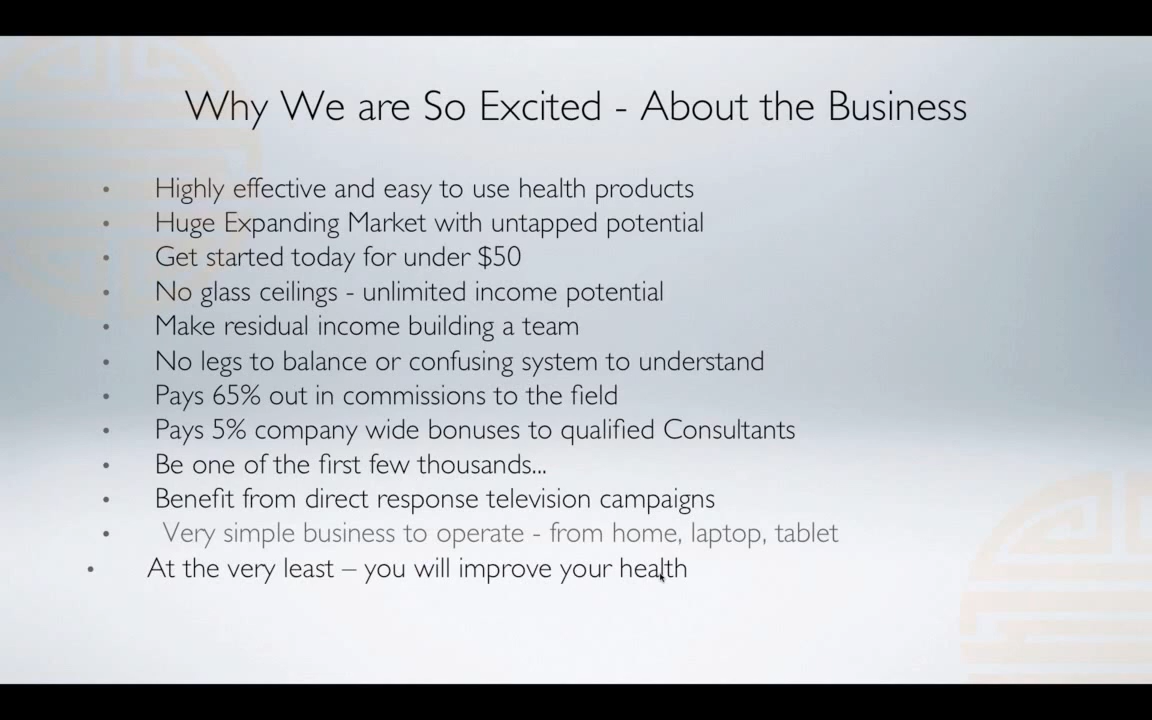 Why We are So Excited - About the Business
• Highly effective and easy to use health products
• Huge Expanding Market with untapped potential
• Get started today for under $50
• No glass ceilings - unlimited income potential
• Make residual income building a team
• No legs to balance or confusing system to understand
• Pays 65% out in commissions to the field
• Pays 5% company wide bonuses to qualified Consultants
• Be one of the first few thousands...
• Benefit from direct response television campaigns
• Very simple business to operate - from home, laptop, tablet
• At the very least – you will improve your health